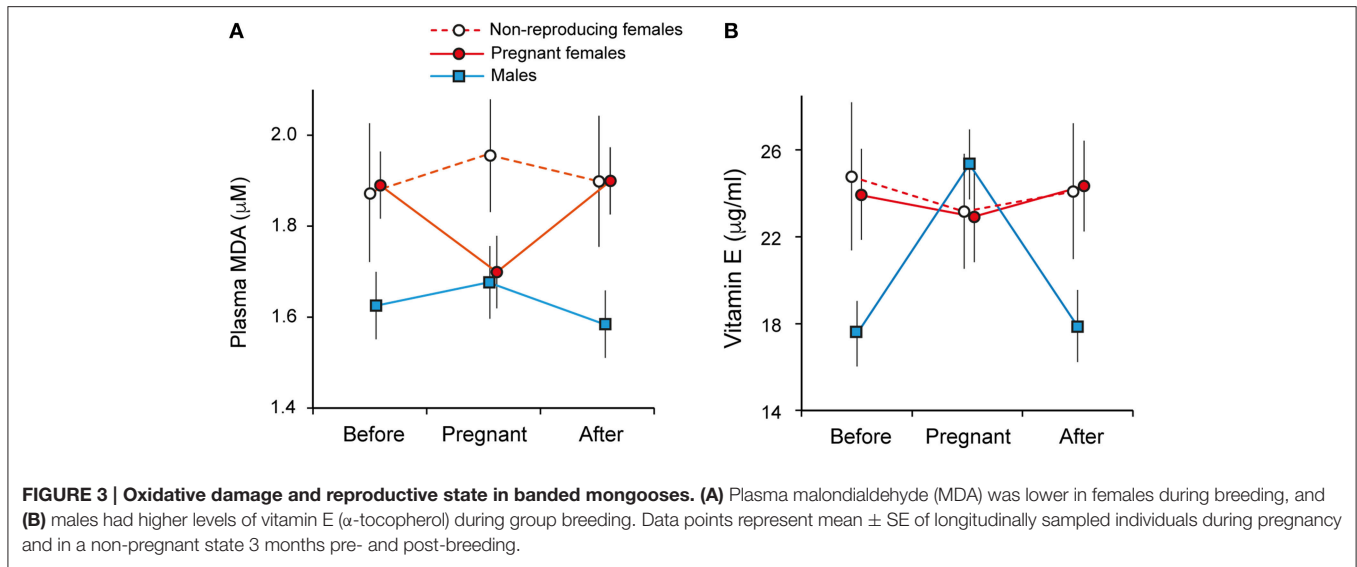 A
Non-reproducing females
Pregnant females
Males
B
Plasma MDA (μM)
2.0
1.8
1.6
1.4
Before
Pregnant
After
Vitamin E (μg/ml)
26
22
18
14
Before
Pregnant
After
FIGURE 3 | Oxidative damage and reproductive state in banded mongooses. (A) Plasma malondialdehyde (MDA) was lower in females during breeding, and
(B) males had higher levels of vitamin E (α-tocopherol) during group breeding. Data points represent mean ± SE of longitudinally sampled individuals during pregnancy
and in a non-pregnant state 3 months pre- and post-breeding.